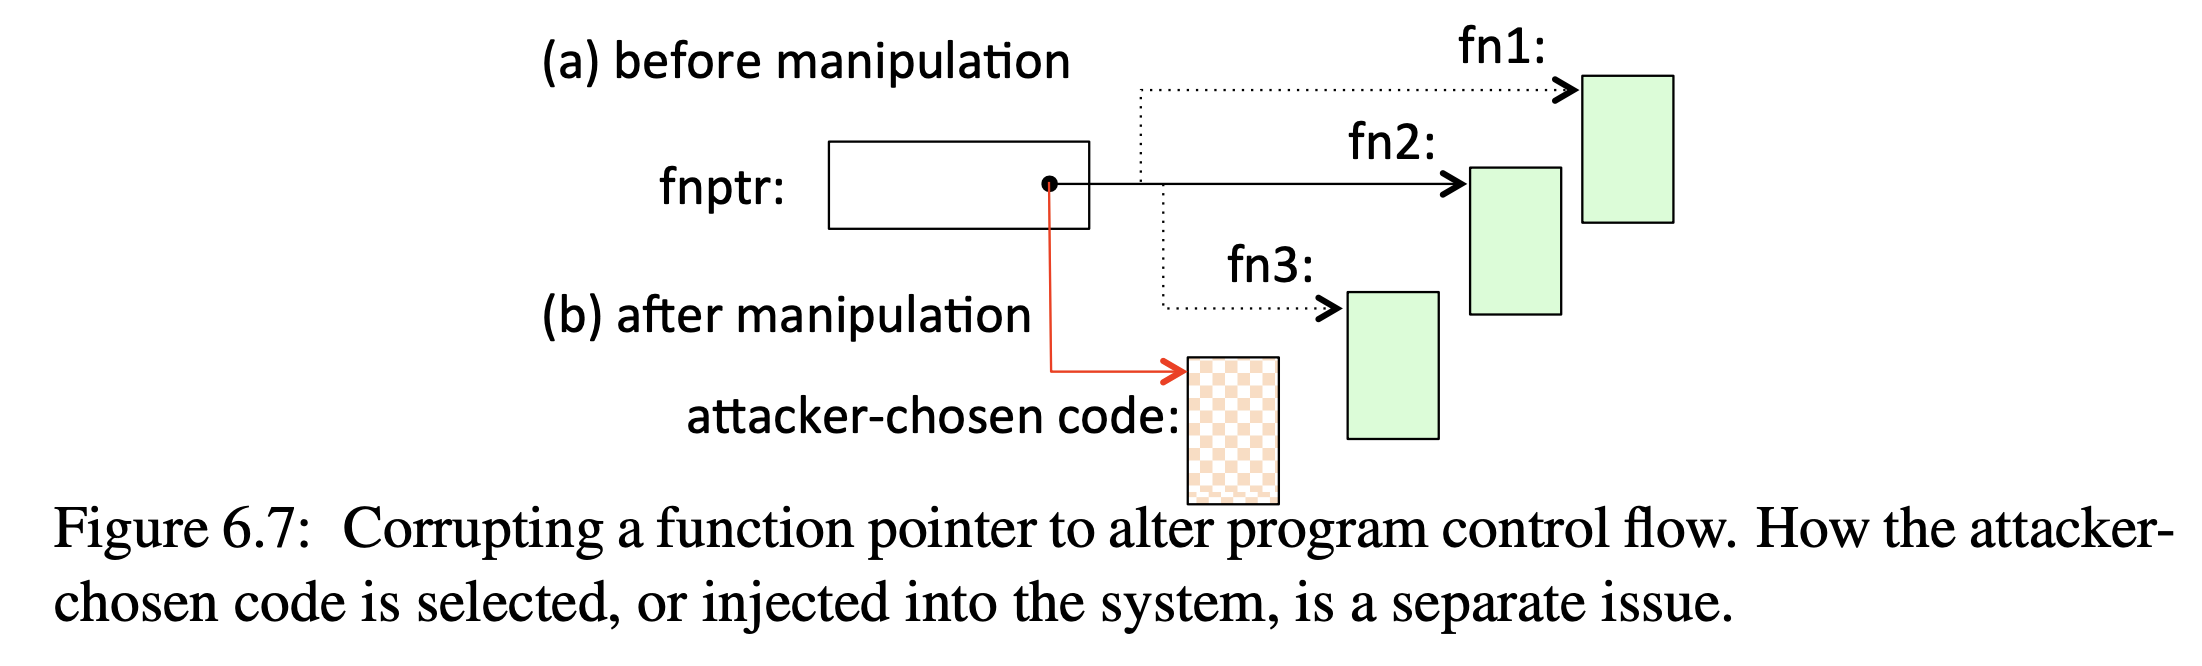 (a) before manipulation
fn1:
fn2:
fnptr:
fn3:
(b) after manipulation
attacker-chosen code:
Figure 6.7: Corrupting a function pointer to alter program control flow. How the attacker-
chosen code is selected, or injected into the system, is a separate issue.